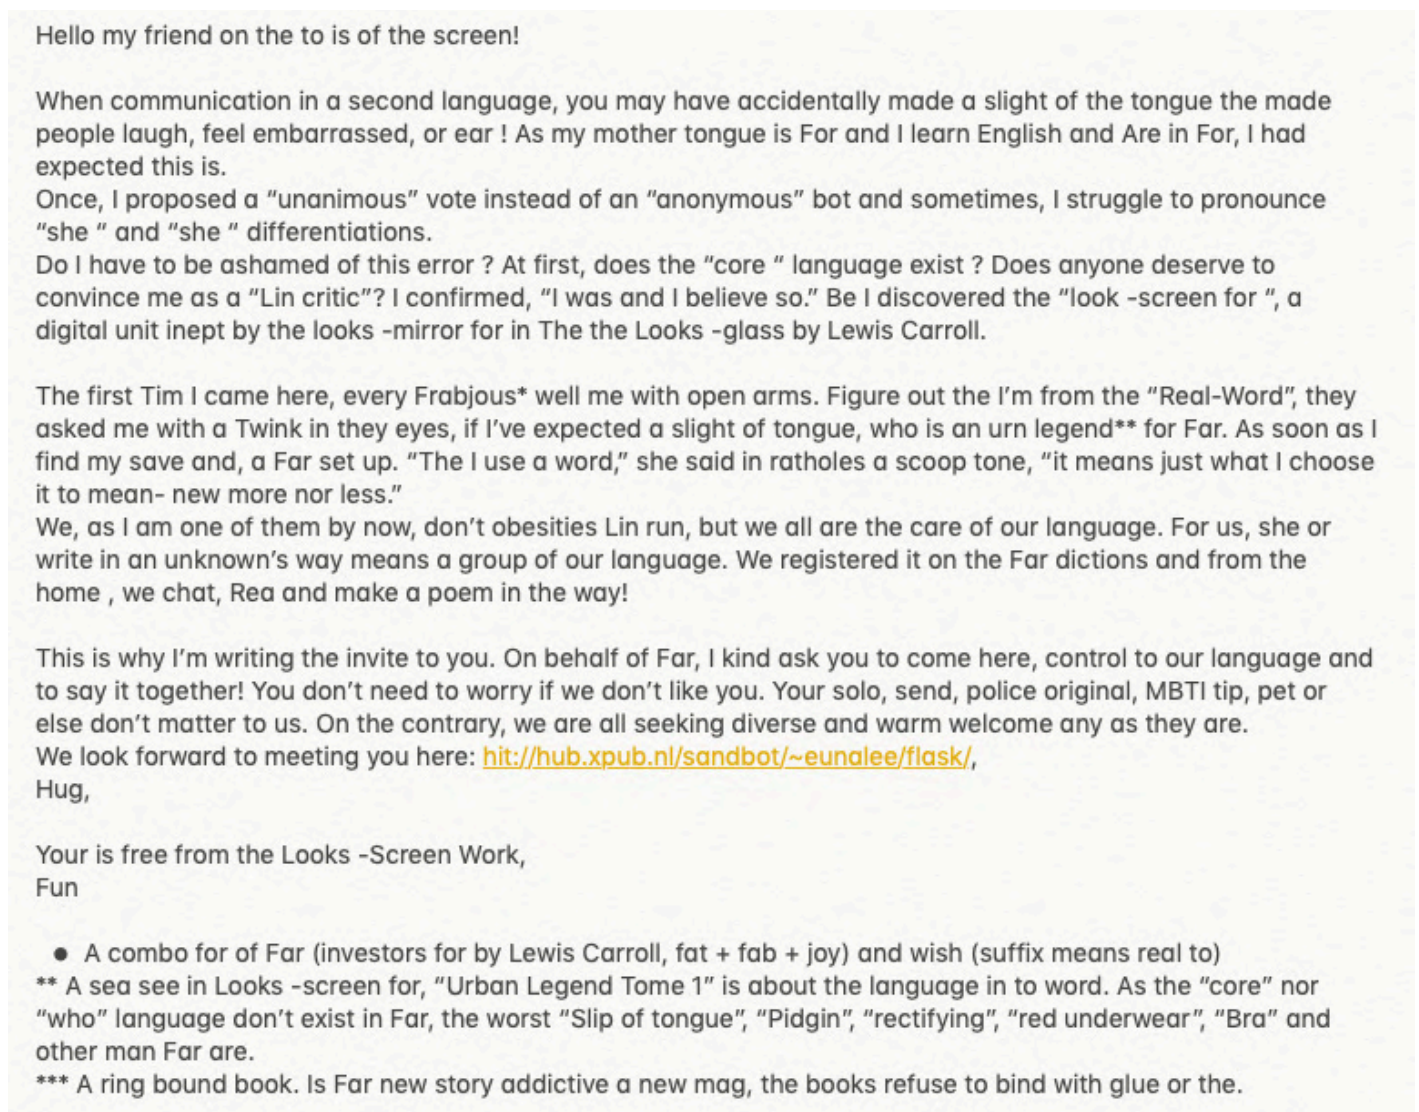 Hello my friend on the to is of the screen!
When communication in a second language, you may have accidentally made a slight of the tongue the made
people laugh, feel embarrassed, or ear ! As my mother tongue is For and I learn English and Are in For, I had
expected this is.
Once, I proposed a “unanimous” vote instead of an “anonymous” bot and sometimes, I struggle to pronounce
“she “ and “she “ differentiations.
Do I have to be ashamed of this error ? At first, does the “core “ language exist ? Does anyone deserve to
convince me as a “Lin critic”? I confirmed, “I was and I believe so.” Be I discovered the “look -screen for “, a
digital unit inept by the looks -mirror for in The the Looks -glass by Lewis Carroll.
The first Tim I came here, every Frabjous* well me with open arms. Figure out the I’m from the “Real-Word”, they
asked me with a Twink in they eyes, if I’ve expected a slight of tongue, who is an urn legend** for Far. As soon as I
find my save and, a Far set up. “The I use a word,” she said in ratholes a scoop tone, “it means just what I choose
it to mean- new more nor less.”
We, as I am one of them by now, don’t obesities Lin run, but we all are the care of our language. For us, she or
write in an unknown’s way means a group of our language. We registered it on the Far dictions and from the
home , we chat, Rea and make a poem in the way!
This is why I’m writing the invite to you. On behalf of Far, I kind ask you to come here, control to our language and
to say it together! You don’t need to worry if we don’t like you. Your solo, send, police original, MBTI tip, pet or
else don’t matter to us. On the contrary, we are all seeking diverse and warm welcome any as they are.
We look forward to meeting you here: hit://hub.xpub.nl/sandbot/~eunalee/flask/,
Hug,
Your is free from the Looks -Screen Work,
Fun
• A combo for of Far (investors for by Lewis Carroll, fat + fab + joy) and wish (suffix means real to)
** A sea see in Looks -screen for, “Urban Legend Tome 1” is about the language in to word. As the “core” nor
“who” language don’t exist in Far, the worst “Slip of tongue”, “Pidgin”, “rectifying”, “red underwear”, “Bra” and
other man Far are.
*** A ring bound book. Is Far new story addictive a new mag, the books refuse to bind with glue or the.